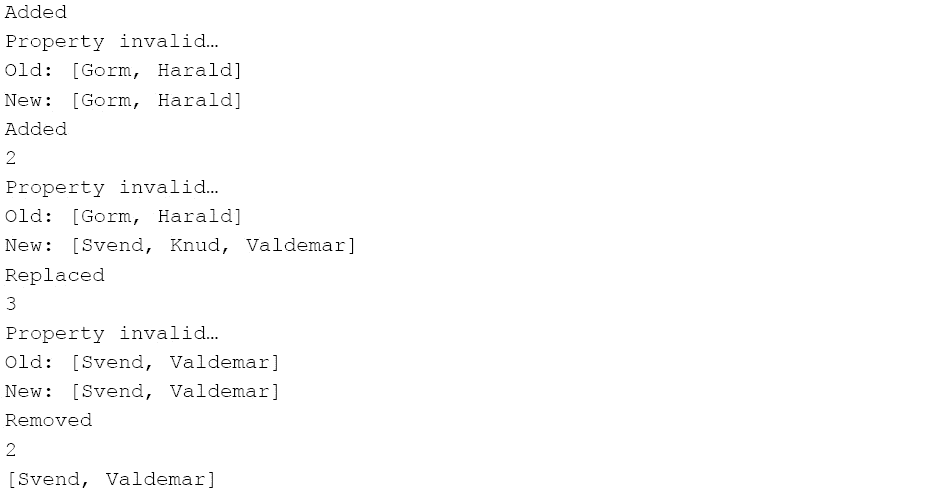 Added
Property invalid…
Old: [Gorm, Harald]
New: [Gorm, Harald]
Added
2
Property invalid…
Old: [Gorm, Harald]
New: [Svend, Knud, Valdemar]
Replaced
3
Property invalid…
Old: [Svend, Valdemar]
New: [Svend, Valdemar]
Removed
2
[Svend, Valdemar]